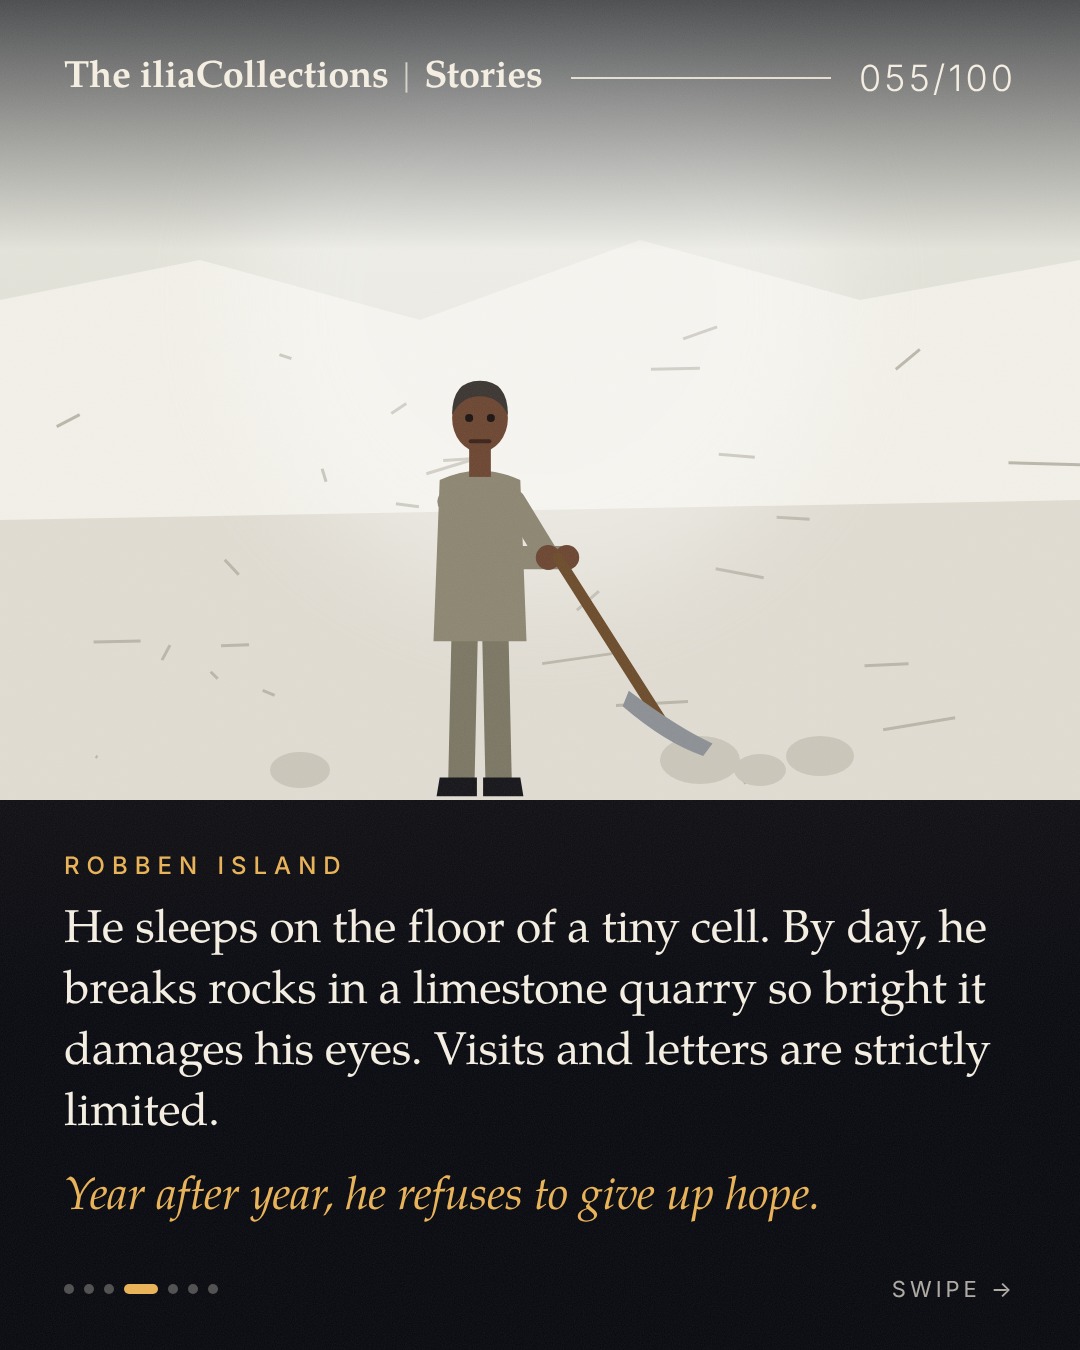 The iliaCollections | Stories 055/100
ROBBEN ISLAND
He sleeps on the floor of a tiny cell. By day, he
breaks rocks in a limestone quarry so bright it
damages his eyes. Visits and letters are strictly
limited.
Year after year, he refuses to give up hope.
SWIPE →